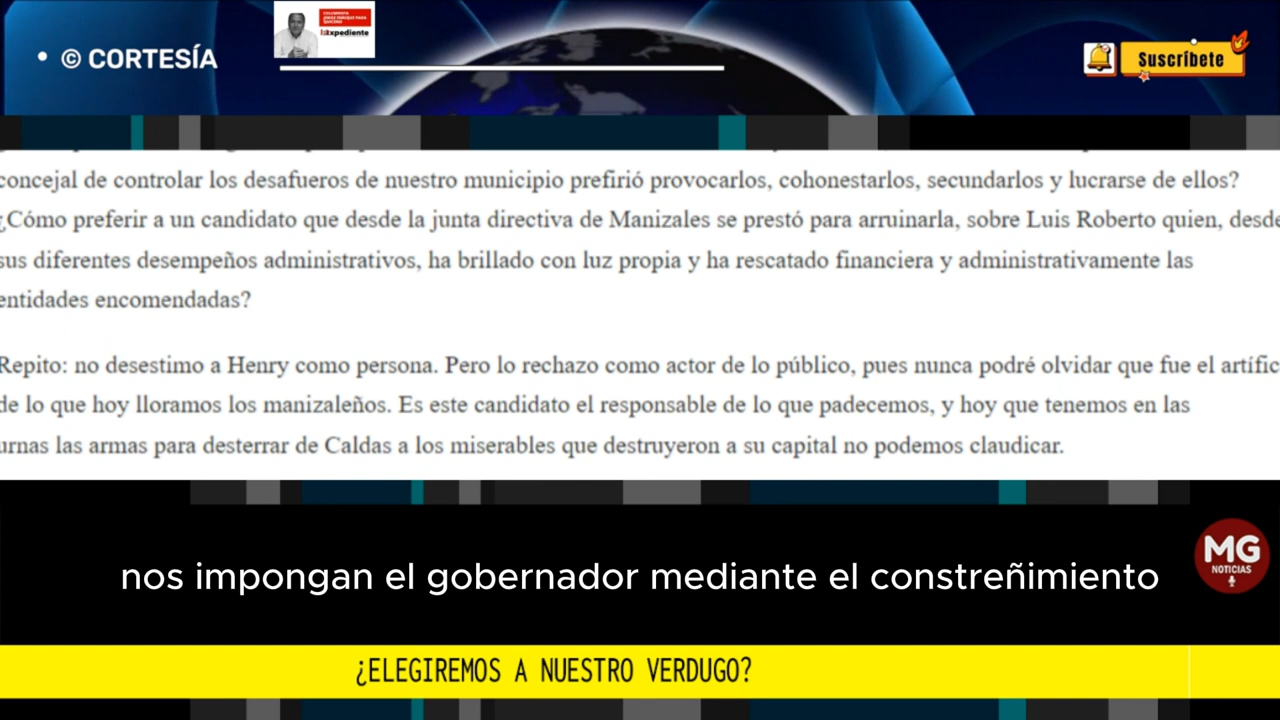 • © CORTESÍA
COLUMNISTA
JORGE ENRIQUE PAVA
QUICENO
laExpediente
Suscríbete
concejal de controlar los desafueros de nuestro municipio prefirió provocarlos, cohonestarlos, secundarlos y lucrarse de ellos?
¿Cómo preferir a un candidato que desde la junta directiva de Manizales se prestó para arruinarla, sobre Luis Roberto quien, desde
sus diferentes desempeños administrativos, ha brillado con luz propia y ha rescatado financiera y administrativamente las
entidades encomendadas?
Repito: no desestimo a Henry como persona. Pero lo rechazo como actor de lo público, pues nunca podré olvidar que fue el artífic
de lo que hoy lloramos los manizaleños. Es este candidato el responsable de lo que padecemos, y hoy que tenemos en las
urnas las armas para desterrar de Caldas a los miserables que destruyeron a su capital no podemos claudicar.
MG
NOTICIAS
nos impongan el gobernador mediante el constreñimiento
¿ELEGIREMOS A NUESTRO VERDUGO?